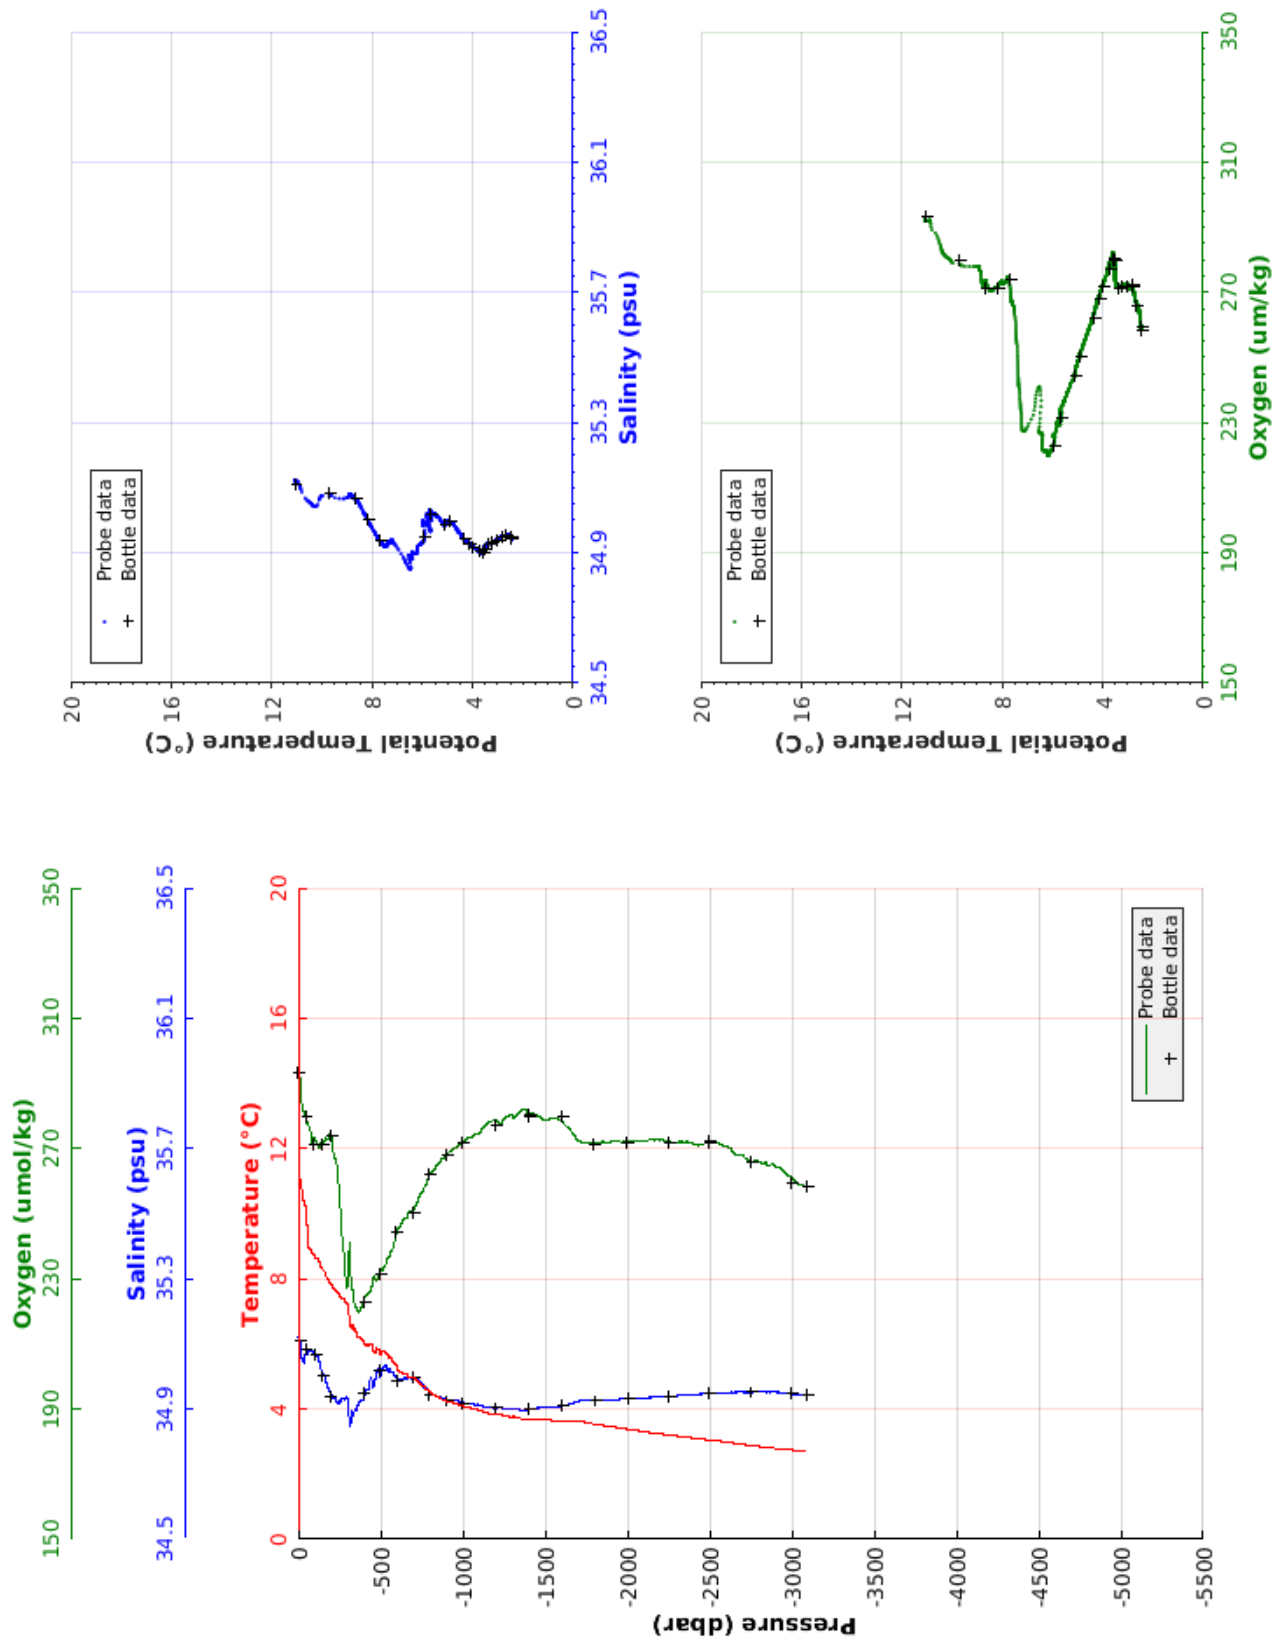 Oxygen (umol/kg)
150 190 230 270 310 350
Salinity (psu)
34.5 34.9 35.3 35.7 36.1 36.5
Temperature (°C)
0 4 8 12 16 20
Pressure (dbar)
0
-500
-1000
-1500
-2000
-2500
-3000
-3500
-4000
-4500
-5000
-5500
Probe data
Bottle data
Potential Temperature (°C)
20
16
12
8
4
0
Probe data
Bottle data
34.5 34.9 35.3 35.7 36.1 36.5
Salinity (psu)
Potential Temperature (°C)
20
16
12
8
4
0
Probe data
Bottle data
150 190 230 270 310 350
Oxygen (um/kg)